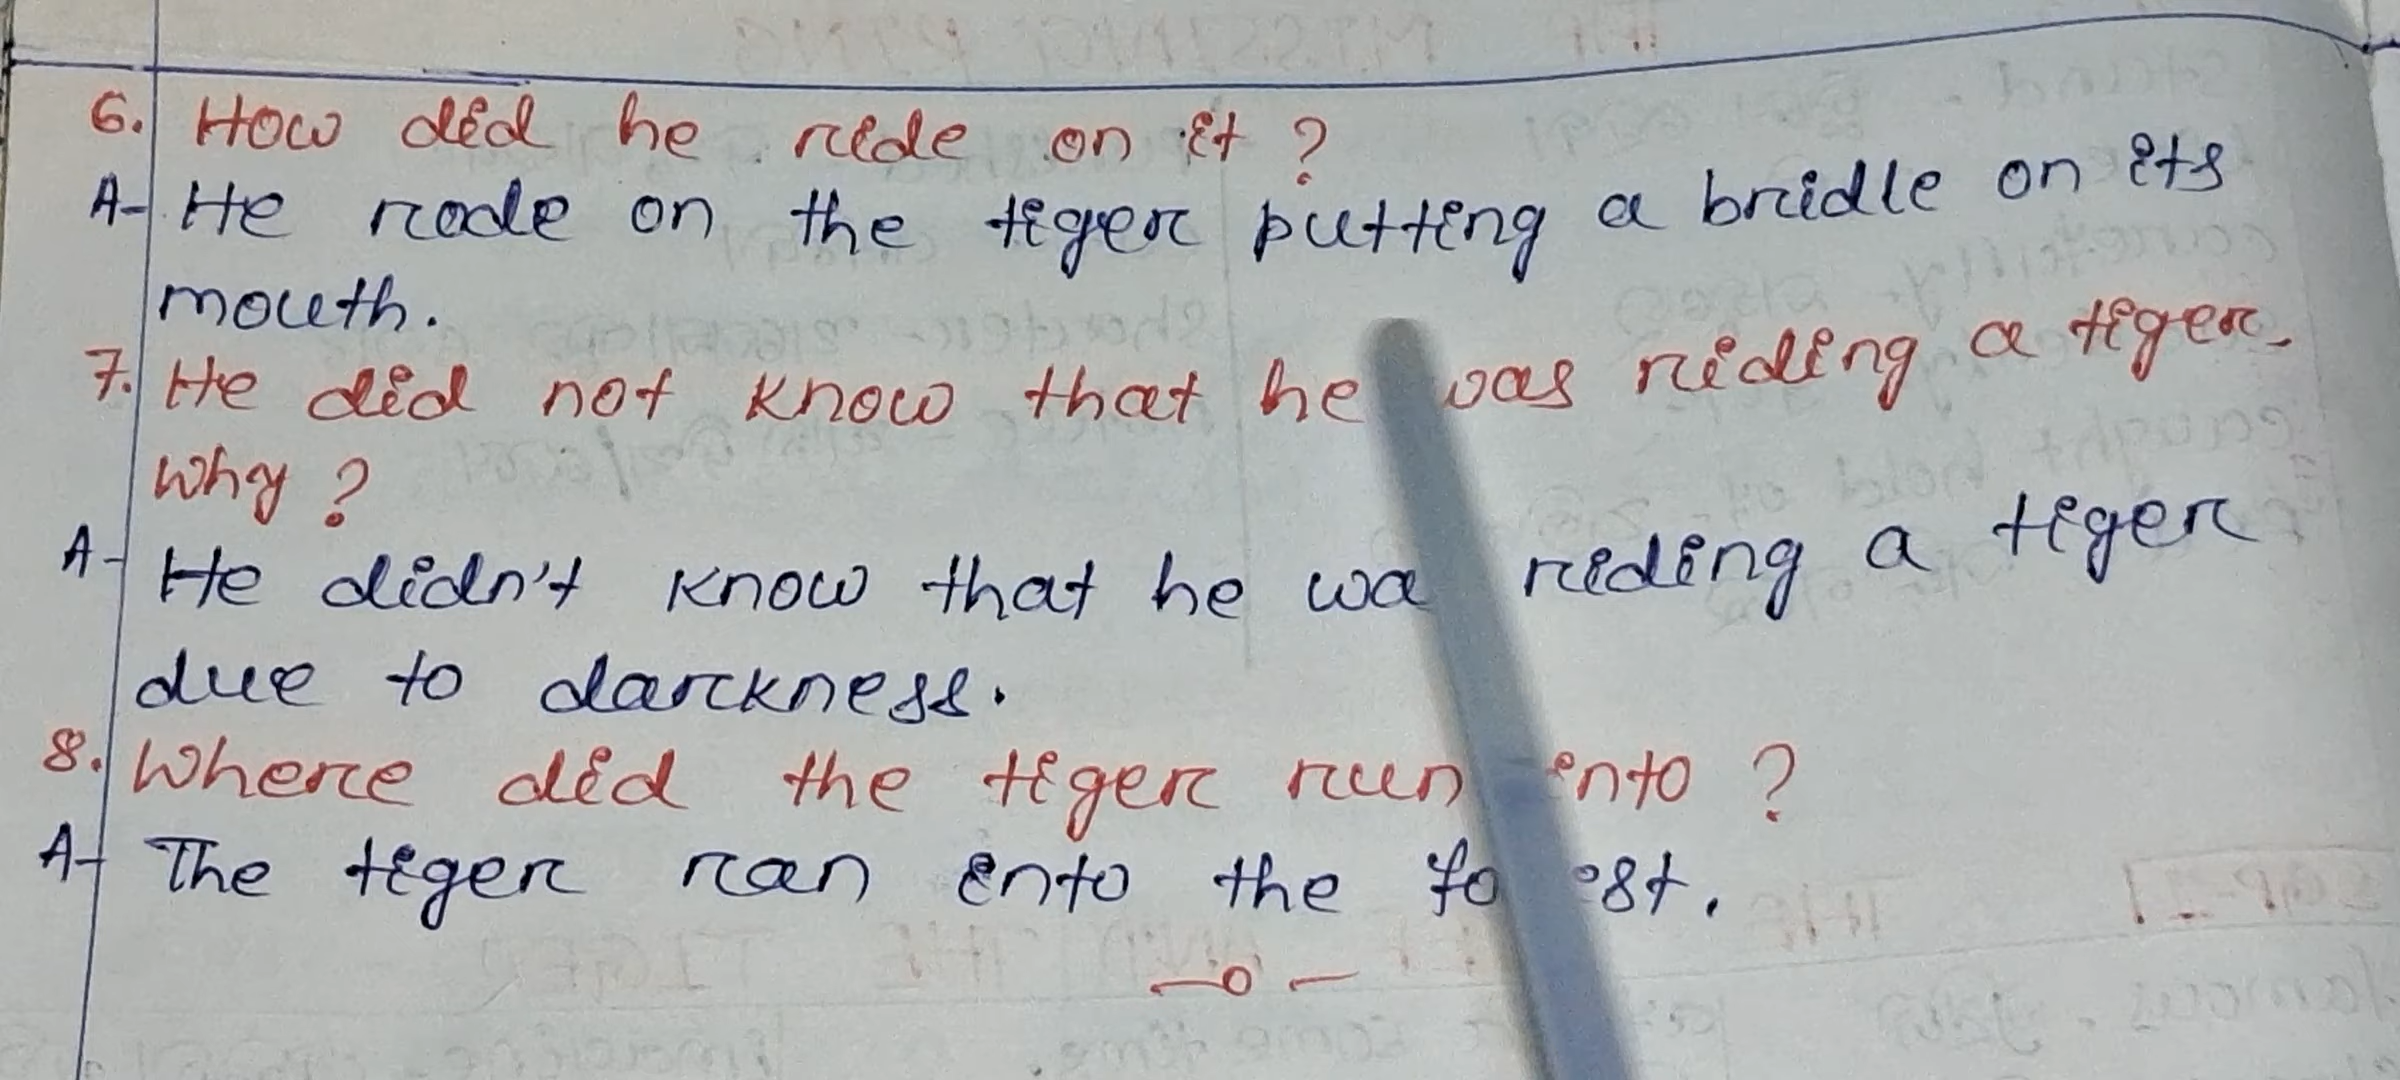 6. How did he ride on it ?
A- He rode on the tiger putting a bridle on its
mouth.
7. He did not know that he was riding a tiger.
Why ?
A- He didn't know that he wa riding a tiger
due to darkness.
8. Where did the tiger run into ?
A- The tiger ran into the forest.